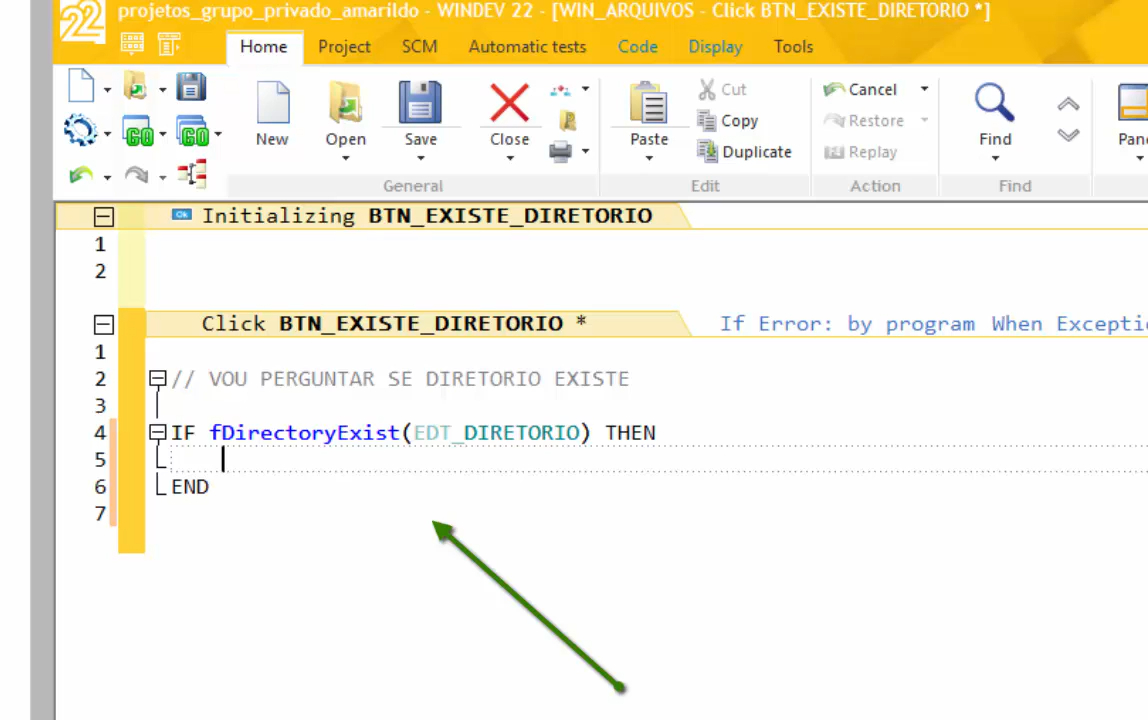 22
projetos_grupo_privado_amarildo - WINDEV 22 - [WIN_ARQUIVOS - Click BTN_EXISTE_DIRETORIO *]
Home Project SCM Automatic tests Code Display Tools
New Open Save Close Paste Cut Copy Duplicate Cancel Restore Replay Find
GO GO
General Edit Action Find
Ok Initializing BTN_EXISTE_DIRETORIO
1
2
Click BTN_EXISTE_DIRETORIO * If Error: by program When
1
2 // VOU PERGUNTAR SE DIRETORIO EXISTE
3
4 IF fDirectoryExist(EDT_DIRETORIO) THEN
5
6 END
7